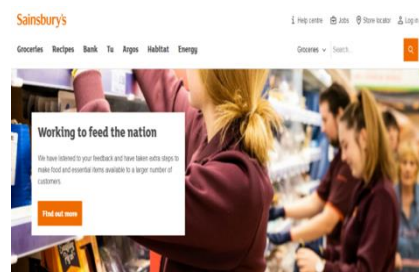 Sainsbury's
Help centre Jobs Store locator Log in
Groceries Recipes Bank Tu Argos Habitat Energy
Groceries Search..
Working to feed the nation
We have listened to your feedback and have taken extra steps to
make food and essential items available to a larger number of
customers.
Find out more